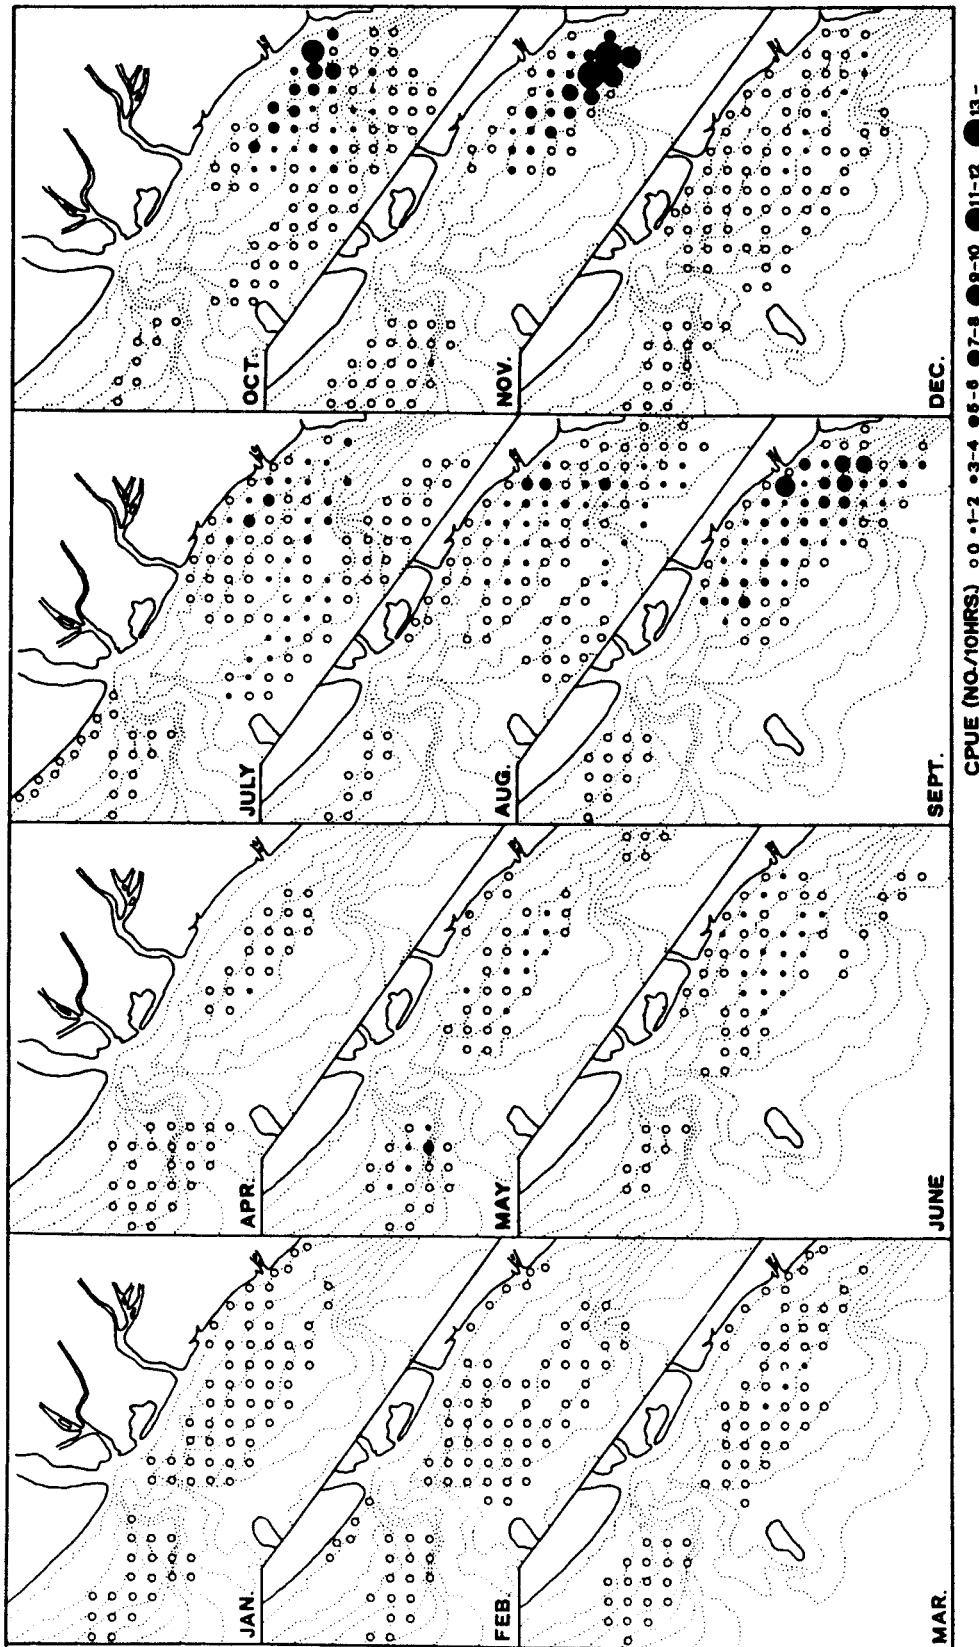 JAN.
FEB.
MAR.
APR.
MAY
JUNE
JULY
AUG.
SEPT.
OCT.
NOV.
DEC.
CPUE (NO./10HRS.) 0 1-2 3-4 5-6 7-8 9-10 11-12 13-